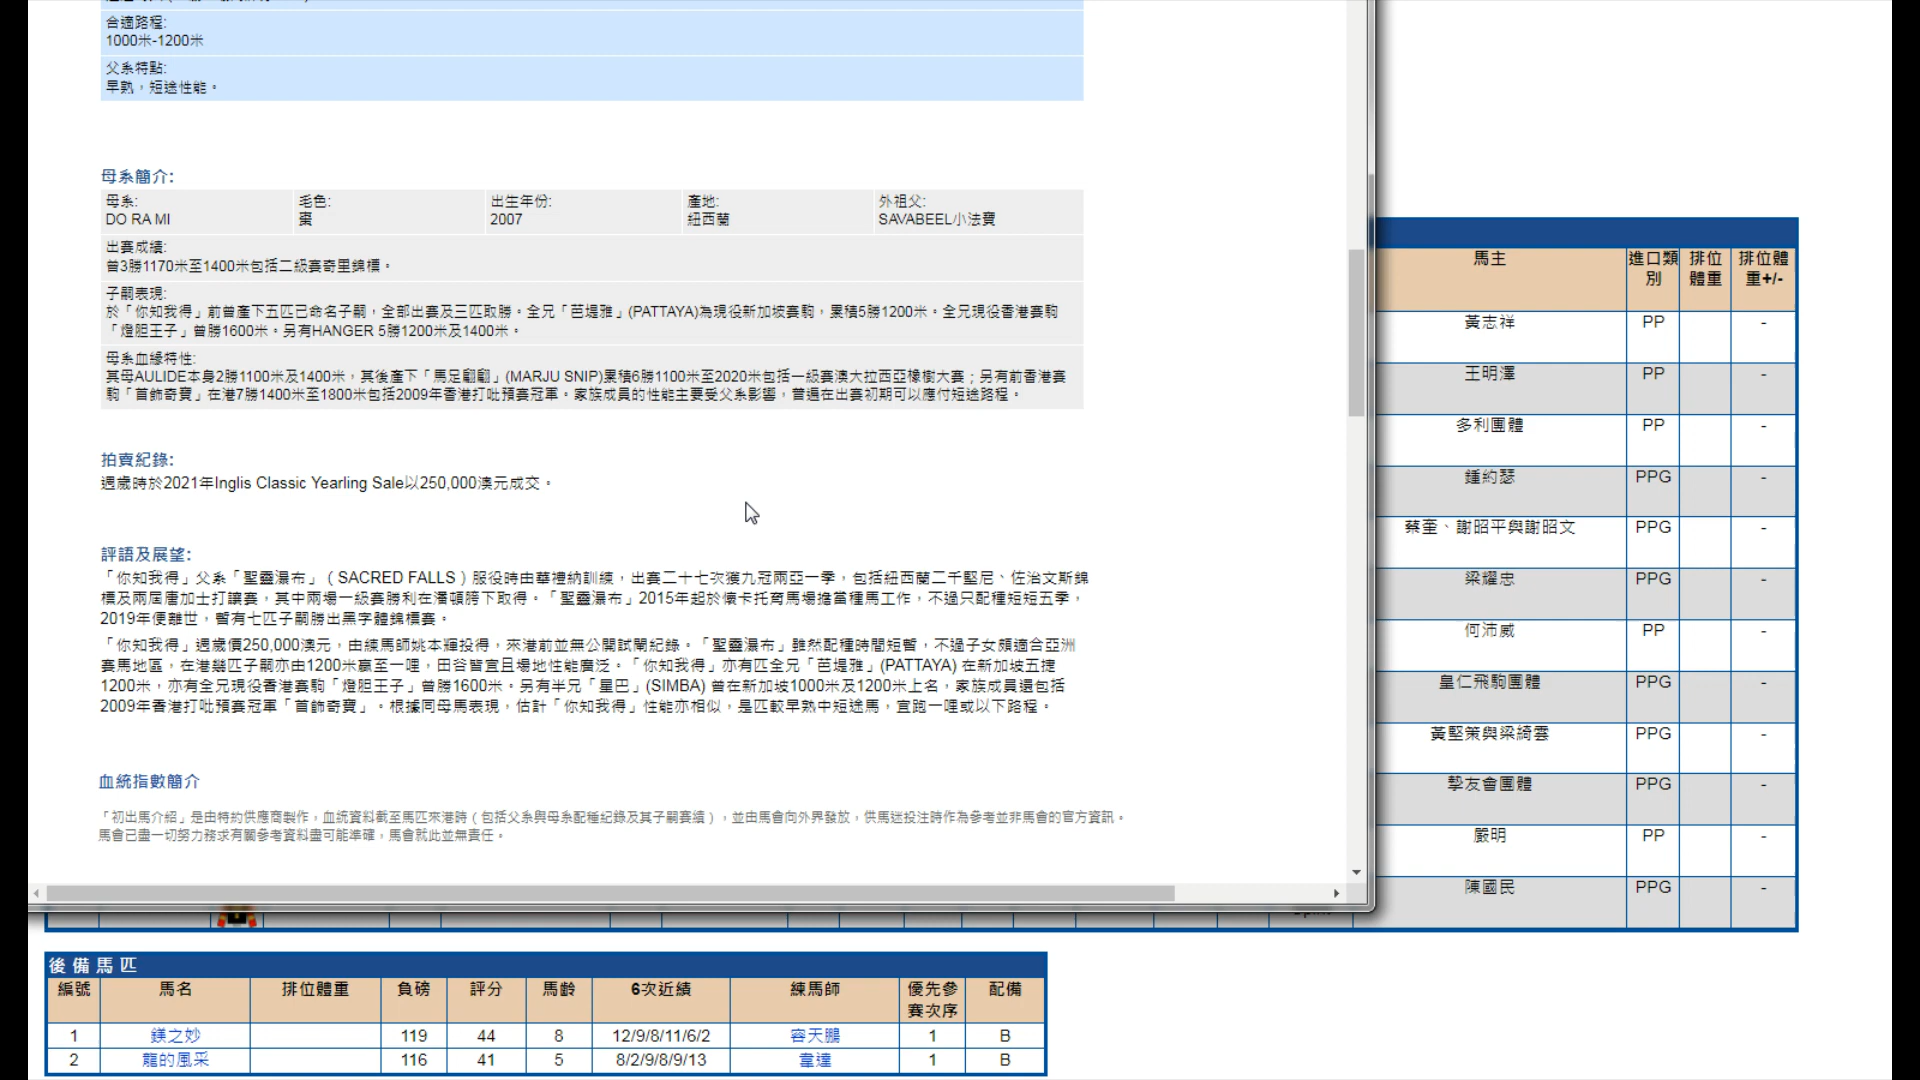 合適路程:
1000米-1200米
父系特點:
早熟，短途性能。
母系簡介:
母系: 毛色: 出生年份: 產地: 外祖父:
DO RA MI 棗 2007 紐西蘭 SAVABEEL小法寶
出賽成績:
曾3勝1170米至1400米包括二級賽奇里錦標。
子嗣表現:
於「你知我得」前曾產下五匹已命名子嗣，全部出賽及三匹取勝。全兄「芭堤雅」(PATTAYA)為現役新加坡賽駒，累積5勝1200米。全兄現役香港賽駒
「燈胆王子」曾勝1600米。另有HANGER 5勝1200米及1400米。
母系血緣特性:
其母AULIDE本身2勝1100米及1400米，其後產下「馬足翩翩」(MARJU SNIP)累積6勝1100米至2020米包括一級賽澳大拉西亞橡樹大賽；另有前香港賽
駒「首飾奇寶」在港7勝1400米至1800米包括2009年香港打吡預賽冠軍。家族成員的性能主要受父系影響，普遍在出賽初期可以應付短途路程。
拍賣紀錄:
週歲時於2021年Inglis Classic Yearling Sale以250,000澳元成交。
評語及展望:
「你知我得」父系「聖靈瀑布」（SACRED FALLS）服役時由華禮納訓練，出賽二十七次獲九冠兩亞一季，包括紐西蘭二千堅尼、佐治文斯錦
標及兩屆唐加士打讓賽，其中兩場一級賽勝利在潘頓胯下取得。「聖靈瀑布」2015年起於懷卡托育馬場擔當種馬工作，不過只配種短短五季，
2019年便離世，暫有七匹子嗣勝出黑字體錦標賽。
「你知我得」週歲價250,000澳元，由練馬師姚本輝投得，來港前並無公開試閘紀錄。「聖靈瀑布」雖然配種時間短暫，不過子女頗適合亞洲
賽馬地區，在港幾匹子嗣亦由1200米贏至一哩，田谷皆宜且場地性能廣泛。「你知我得」亦有匹全兄「芭堤雅」(PATTAYA) 在新加坡五捷
1200米，亦有全兄現役香港賽駒「燈胆王子」曾勝1600米。另有半兄「星巴」(SIMBA) 曾在新加坡1000米及1200米上名，家族成員還包括
2009年香港打吡預賽冠軍「首飾奇寶」。根據同母馬表現，估計「你知我得」性能亦相似，是匹較早熟中短途馬，宜跑一哩或以下路程。
血統指數簡介
「初出馬介紹」是由特約供應商製作，血統資料截至馬匹來港時（包括父系與母系配種紀錄及其子嗣賽績），並由馬會向外界發放，供馬迷投注時作為參考並非馬會的官方資訊。
馬會已盡一切努力務求有關參考資料盡可能準確，馬會就此並無責任。
馬主 進口類別 排位體重 排位體重+/-
黃志祥 PP -
王明澤 PP -
多利團體 PP -
鍾約瑟 PPG -
蔡奎、謝昭平與謝昭文 PPG -
梁耀忠 PPG -
何沛威 PP -
皇仁飛駒團體 PPG -
黃堅策與梁綺雲 PPG -
摯友會團體 PPG -
嚴明 PP -
陳國民 PPG -
後備馬匹
編號 馬名 排位體重 負磅 評分 馬齡 6次近績 練馬師 優先參賽次序 配備
1 鎂之妙 119 44 8 12/9/8/11/6/2 容天鵬 1 B
2 龍的風采 116 41 5 8/2/9/8/9/13 韋達 1 B